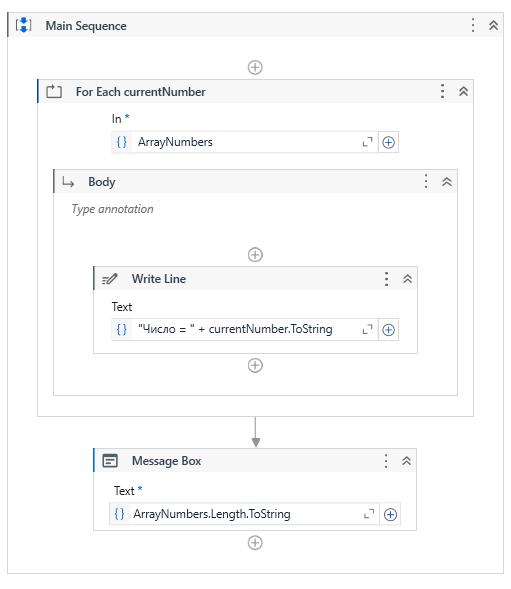 Main Sequence
For Each currentNumber
In *
ArrayNumbers
Body
Type annotation
Write Line
Text
"Число = " + currentNumber.ToString
Message Box
Text *
ArrayNumbers.Length.ToString